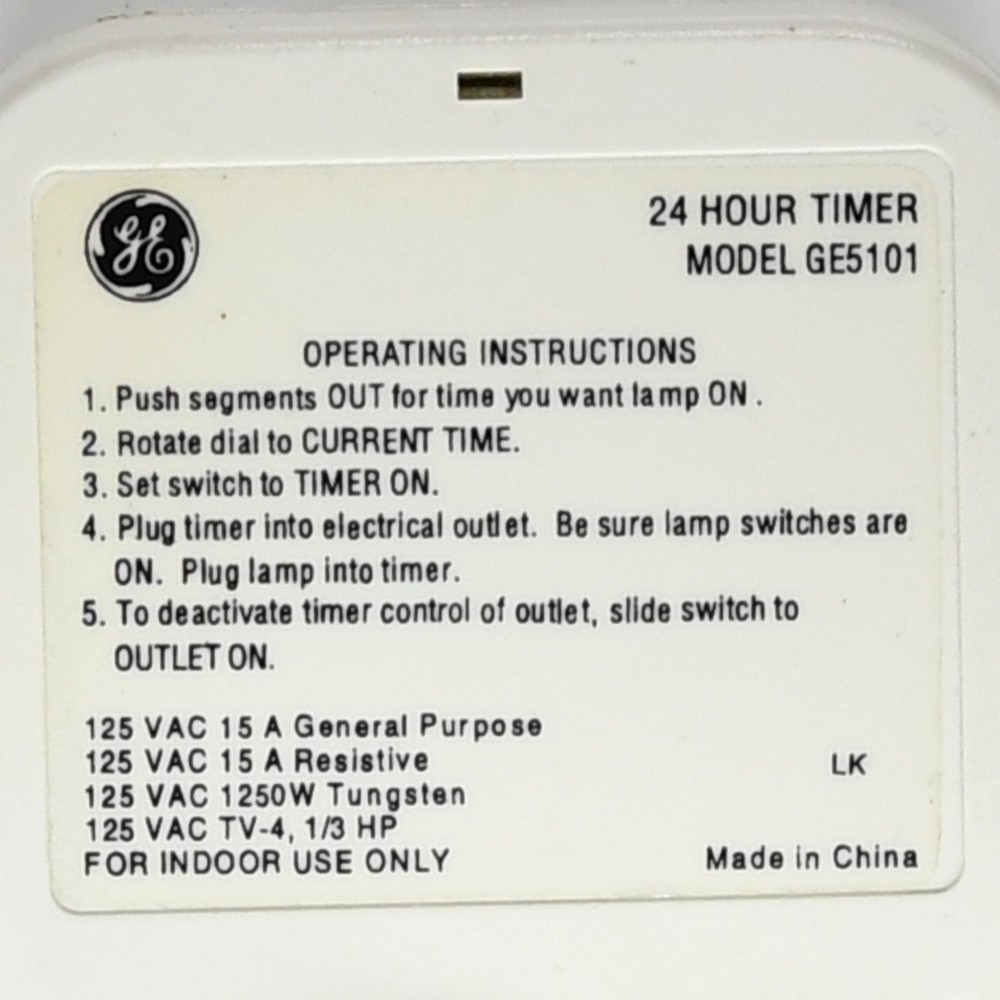 GE
24 HOUR TIMER
MODEL GE5101
OPERATING INSTRUCTIONS
1. Push segments OUT for time you want lamp ON .
2. Rotate dial to CURRENT TIME.
3. Set switch to TIMER ON.
4. Plug timer into electrical outlet. Be sure lamp switches are
ON. Plug lamp into timer.
5. To deactivate timer control of outlet, slide switch to
OUTLET ON.
125 VAC 15 A General Purpose
125 VAC 15 A Resistive
LK
125 VAC 1250W Tungsten
125 VAC TV-4, 1/3 HP
FOR INDOOR USE ONLY
Made in China